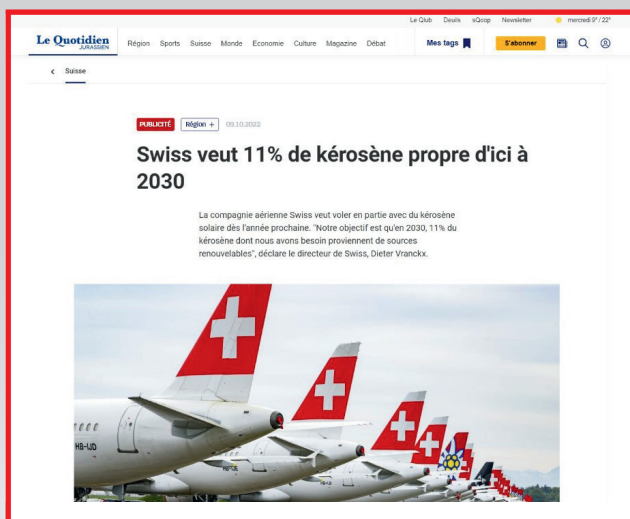 Le Qlub Deuils sQoop Newsletter mercredi 9°/22°
Le Quotidien
JURASSIEN
Région Sports Suisse Monde Economie Culture Magazine Débat Mes tags S'abonner
Suisse
PUBLICITÉ Région + 09.10.2023
Swiss veut 11% de kérosène propre d'ici à
2030
La compagnie aérienne Swiss veut voler en partie avec du kérosène
solaire dès l'année prochaine. "Notre objectif est qu'en 2030, 11% du
kérosène dont nous avons besoin proviennent de sources
renouvelables", déclare le directeur de Swiss, Dieter Vranckx.
HB-IJD